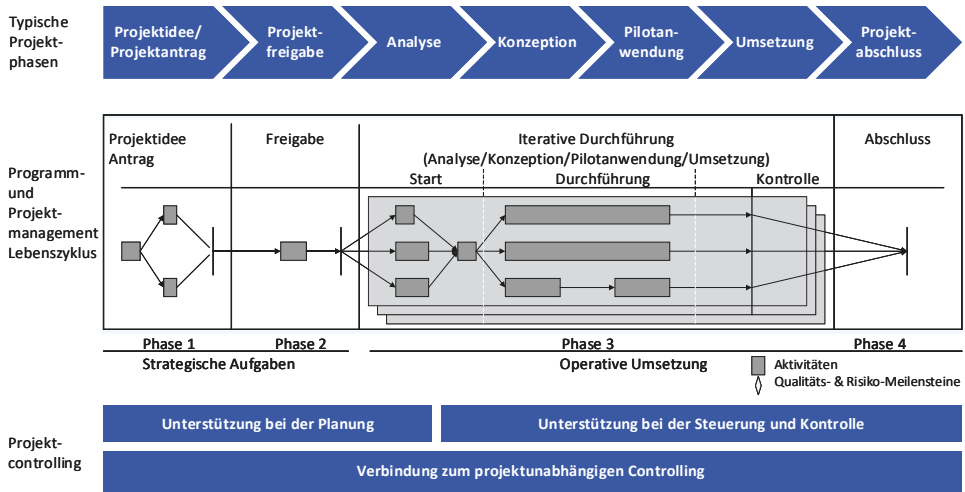 Typische
Projekt-
phasen
Projektidee/
Projektantrag
Projekt-
freigabe
Analyse
Konzeption
Pilotan-
wendung
Umsetzung
Projekt-
abschluss
Programm-
und
Projekt-
management
Lebenszyklus
Projektidee
Antrag
Freigabe
Iterative Durchführung
(Analyse/Konzeption/Pilotanwendung/Umsetzung)
Start
Durchführung
Kontrolle
Abschluss
Phase 1
Phase 2
Phase 3
Phase 4
Strategische Aufgaben
Operative Umsetzung
Aktivitäten
Qualitäts- & Risiko-Meilensteine
Projekt-
controlling
Unterstützung bei der Planung
Unterstützung bei der Steuerung und Kontrolle
Verbindung zum projektunabhängigen Controlling